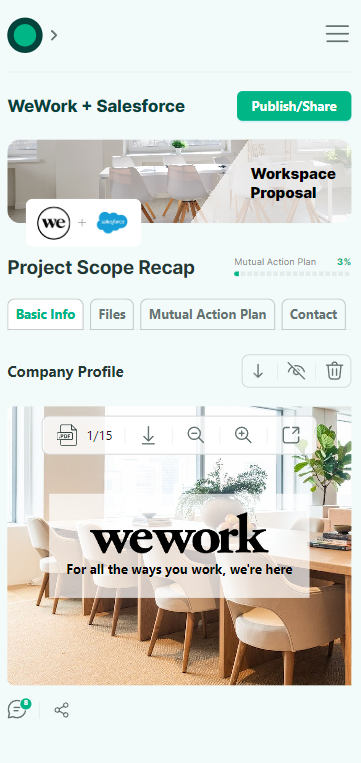 WeWork + Salesforce
Publish/Share
Workspace
Proposal
we + salesforce
Project Scope Recap
Mutual Action Plan 3%
Basic Info
Files
Mutual Action Plan
Contact
Company Profile
PDF 1/15
wework
For all the ways you work, we're here
8